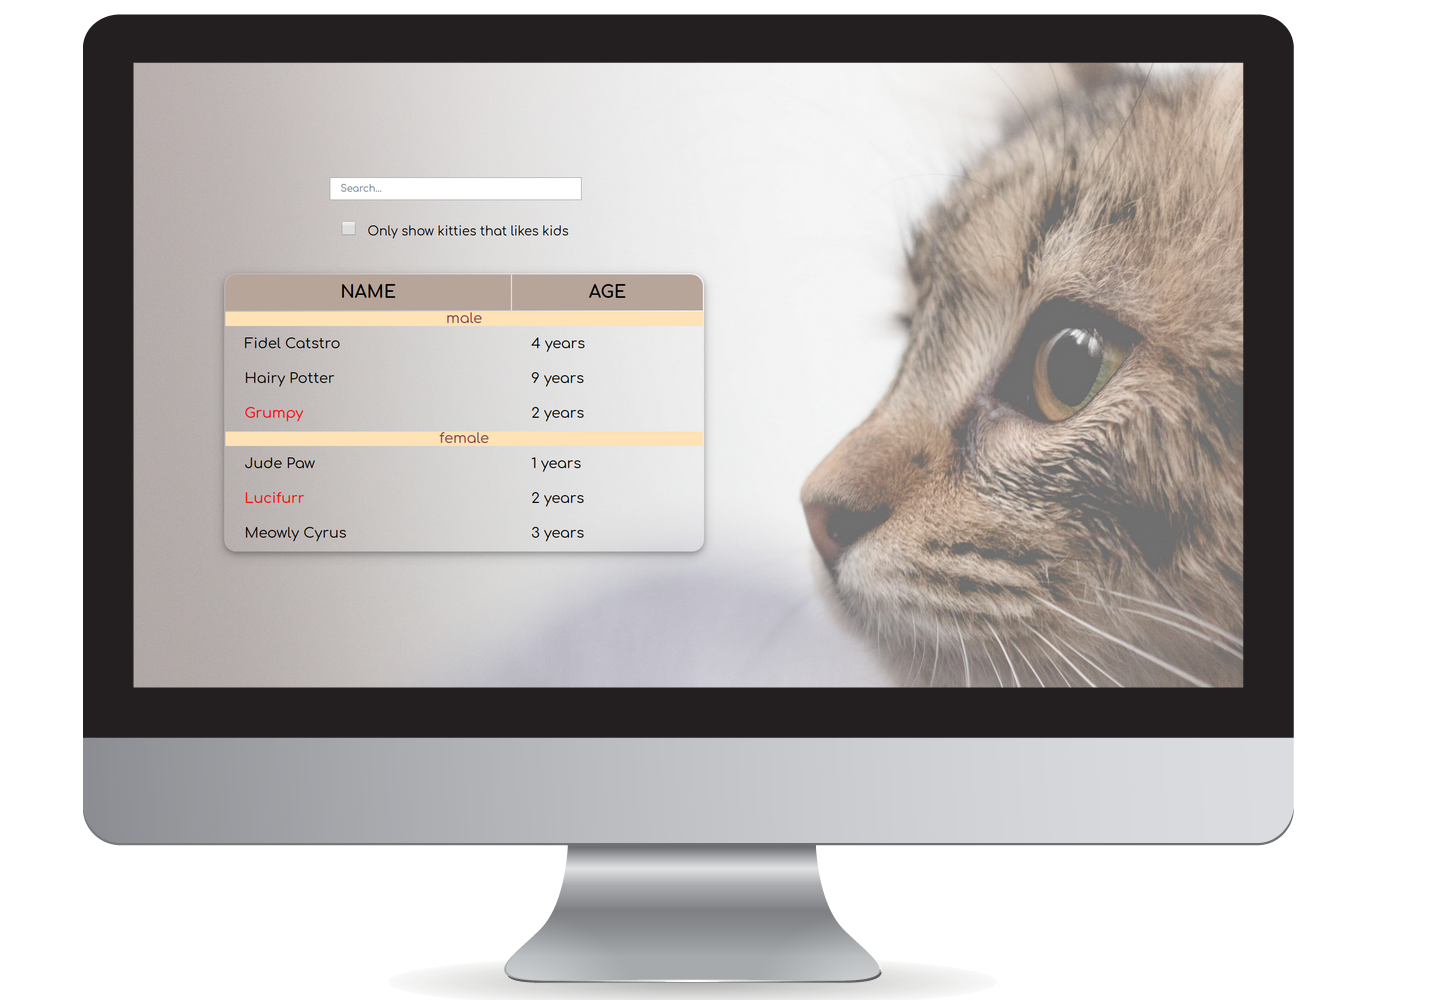 Search...
Only show kitties that likes kids
NAME AGE
male
Fidel Catstro 4 years
Hairy Potter 9 years
Grumpy 2 years
female
Jude Paw 1 years
Lucifurr 2 years
Meowly Cyrus 3 years